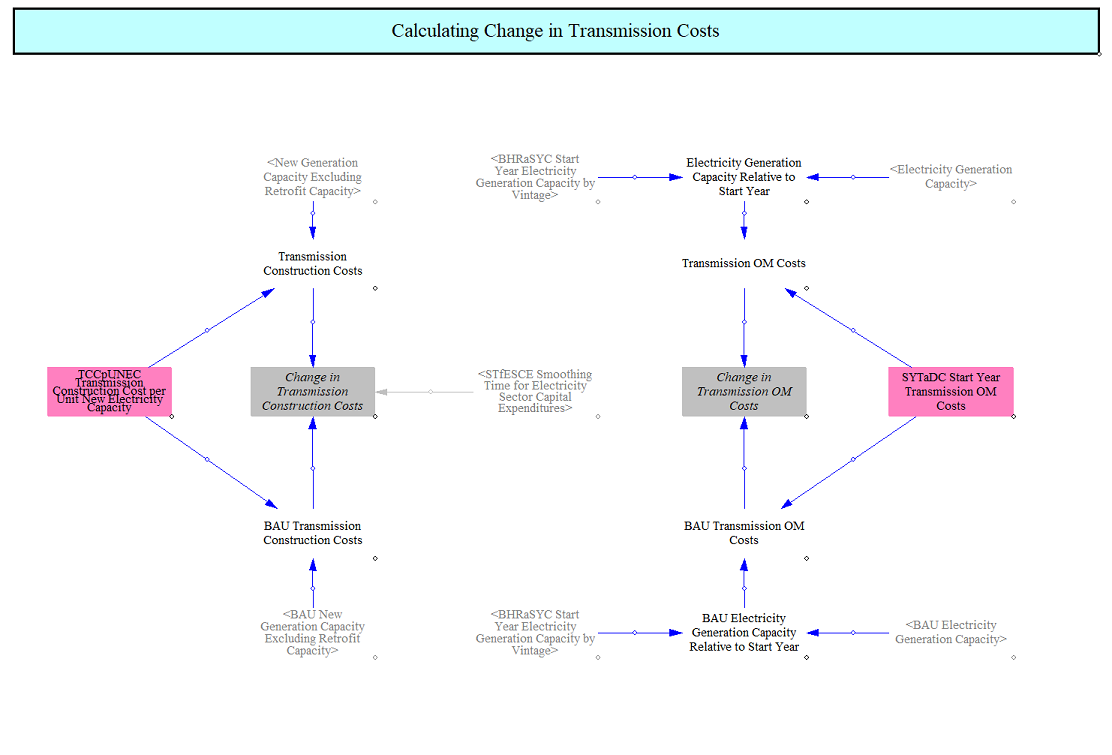 Calculating Change in Transmission Costs
<New Generation
Capacity Excluding
Retrofit Capacity>
<BHRaSYC Start
Year Electricity
Generation Capacity by
Vintage>
Electricity Generation
Capacity Relative to
Start Year
<Electricity Generation
Capacity>
Transmission
Construction Costs
Transmission OM Costs
TCCpUNEC
Transmission
Construction Cost per
Unit New Electricity
Capacity
Change in
Transmission
Construction Costs
<STfESCE Smoothing
Time for Electricity
Sector Capital
Expenditures>
Change in
Transmission OM
Costs
SYTaDC Start Year
Transmission OM
Costs
BAU Transmission
Construction Costs
BAU Transmission OM
Costs
<BAU New
Generation Capacity
Excluding Retrofit
Capacity>
<BHRaSYC Start
Year Electricity
Generation Capacity by
Vintage>
BAU Electricity
Generation Capacity
Relative to Start Year
<BAU Electricity
Generation Capacity>